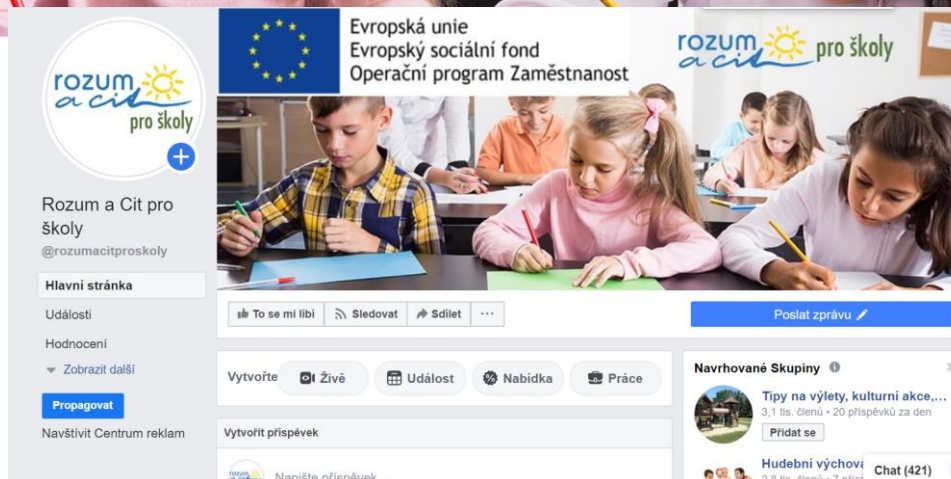 rozum
a cit
pro školy
Rozum a Cit pro
školy
@rozumacitproskoly
Hlavní stránka
Události
Hodnocení
Zobrazit další
Propagovat
Navštívit Centrum reklam
Evropská unie
Evropský sociální fond
Operační program Zaměstnanost
rozum
a cit
pro školy
To se mi líbí
Sledovat
Sdílet
...
Poslat zprávu
Vytvořte
Živě
Událost
Nabídka
Práce
Vytvořit příspěvek
Napište příspěvek
Navrhované Skupiny
Tipy na výlety, kulturní akce,...
3,1 tis. členů • 20 příspěvků za den
Přidat se
Hudební výchova
Chat (421)